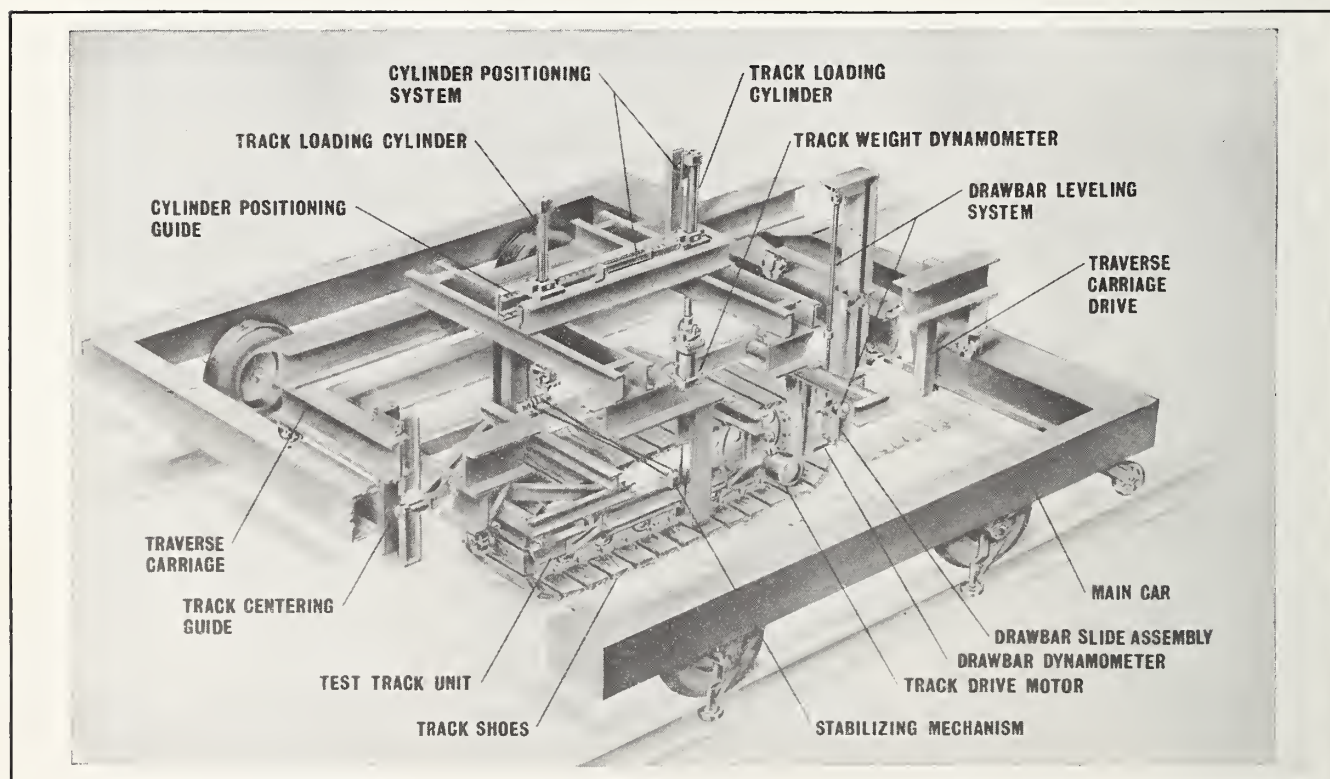 CYLINDER POSITIONING
SYSTEM
TRACK LOADING
CYLINDER
TRACK LOADING CYLINDER
TRACK WEIGHT DYNAMOMETER
CYLINDER POSITIONING
GUIDE
DRAWBAR LEVELING
SYSTEM
TRAVERSE
CARRIAGE
DRIVE
TRAVERSE
CARRIAGE
TRACK CENTERING
GUIDE
MAIN CAR
DRAWBAR SLIDE ASSEMBLY
DRAWBAR DYNAMOMETER
TEST TRACK UNIT
TRACK DRIVE MOTOR
TRACK SHOES
STABILIZING MECHANISM